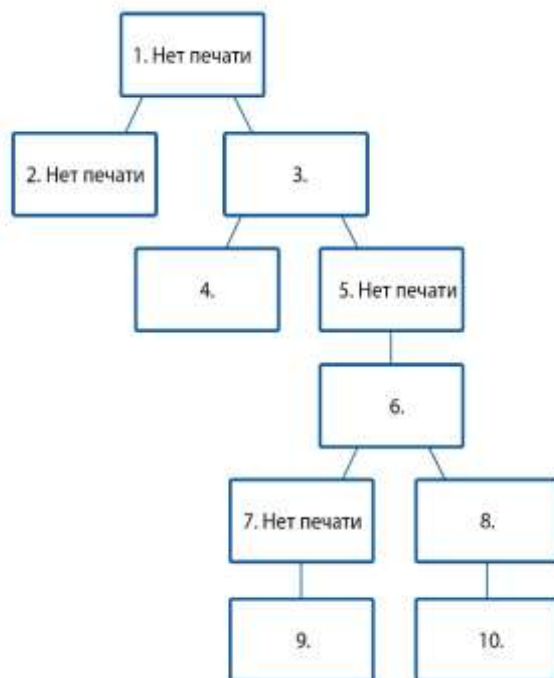 1. Нет печати
2. Нет печати
3.
4.
5. Нет печати
6.
7. Нет печати
8.
9.
10.